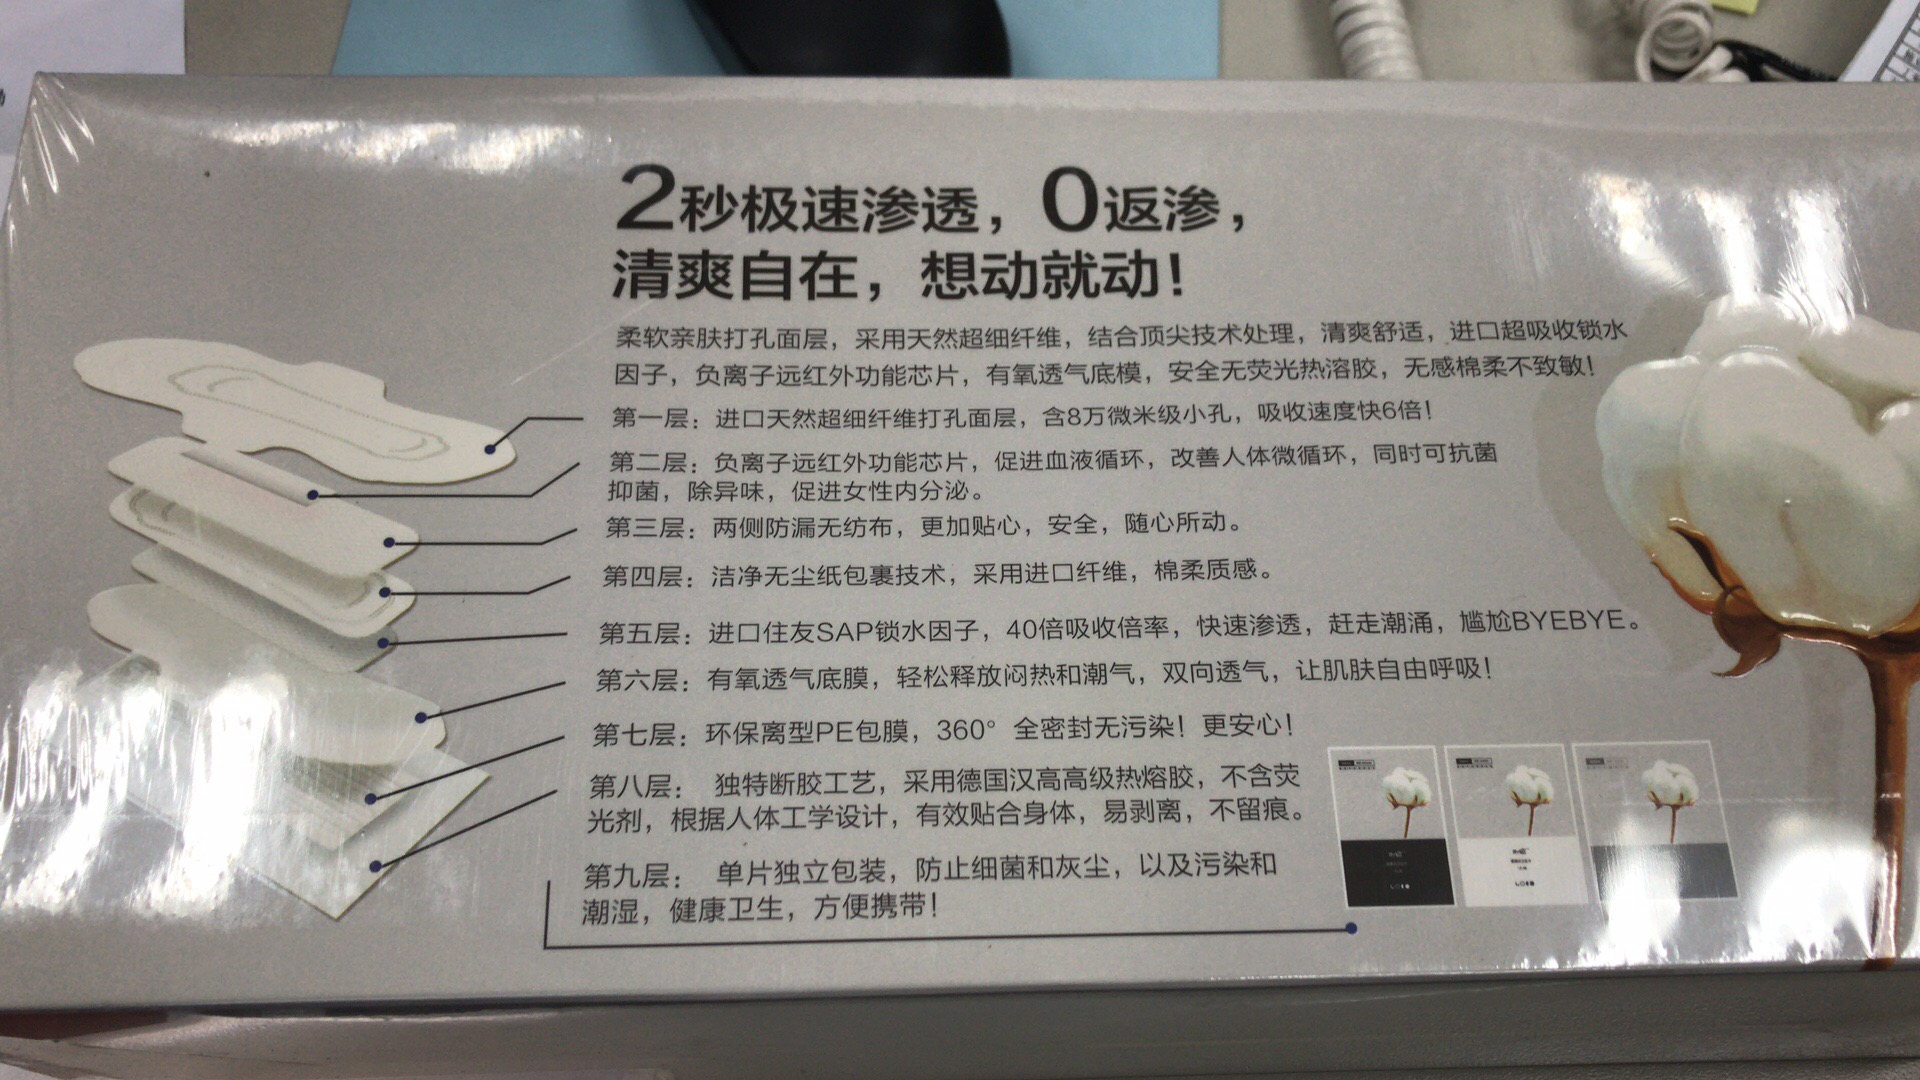 2秒极速渗透，0返渗，
清爽自在，想动就动！
柔软亲肤打孔面层，采用天然超细纤维，结合顶尖技术处理，清爽舒适，进口超吸收锁水
因子，负离子远红外功能芯片，有氧透气底模，安全无荧光热溶胶，无感棉柔不致敏！
第一层：进口天然超细纤维打孔面层，含8万微米级小孔，吸收速度快6倍！
第二层：负离子远红外功能芯片，促进血液循环，改善人体微循环，同时可抗菌
抑菌，除异味，促进女性内分泌。
第三层：两侧防漏无纺布，更加贴心，安全，随心所动。
第四层：洁净无尘纸包裹技术，采用进口纤维，棉柔质感。
第五层：进口住友SAP锁水因子，40倍吸收倍率，快速渗透，赶走潮涌，尴尬BYEBYE。
第六层：有氧透气底膜，轻松释放闷热和潮气，双向透气，让肌肤自由呼吸！
第七层：环保离型PE包膜，360° 全密封无污染！更安心！
第八层： 独特断胶工艺，采用德国汉高高级热熔胶，不含荧
光剂，根据人体工学设计，有效贴合身体，易剥离，不留痕。
第九层： 单片独立包装，防止细菌和灰尘，以及污染和
潮湿，健康卫生，方便携带！